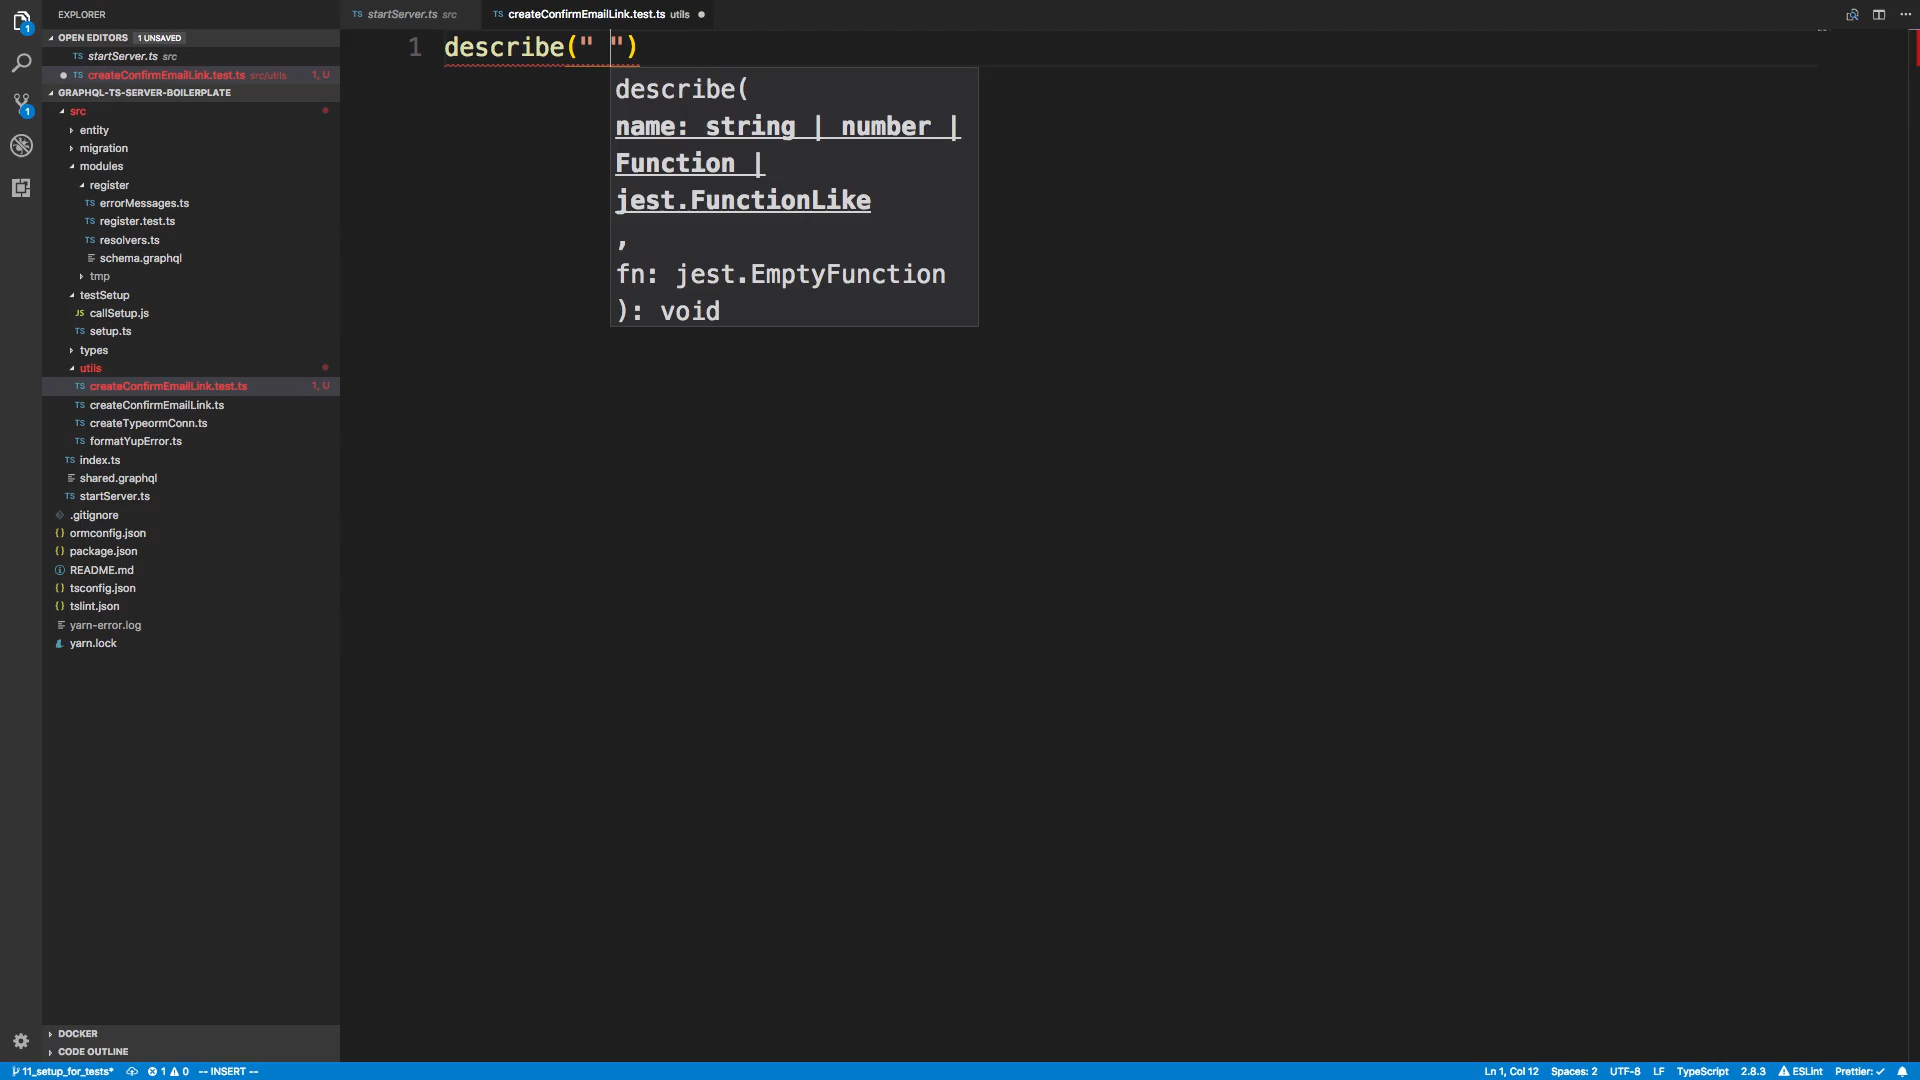 EXPLORER
OPEN EDITORS 1 UNSAVED
TS startServer.ts src
TS createConfirmEmailLink.test.ts src/utils 1, U
GRAPHQL-TS-SERVER-BOILERPLATE
src
entity
migration
modules
register
TS errorMessages.ts
TS register.test.ts
TS resolvers.ts
schema.graphql
tmp
testSetup
JS callSetup.js
TS setup.ts
types
utils
TS createConfirmEmailLink.test.ts 1, U
TS createConfirmEmailLink.ts
TS createTypeormConn.ts
TS formatYupError.ts
TS index.ts
shared.graphql
TS startServer.ts
.gitignore
{} ormconfig.json
{} package.json
README.md
{} tsconfig.json
{} tslint.json
yarn-error.log
yarn.lock
DOCKER
CODE OUTLINE
1
1
TS startServer.ts src
TS createConfirmEmailLink.test.ts utils
1 describe(" ")
describe(
name: string | number |
Function |
jest.FunctionLike
,
fn: jest.EmptyFunction
): void
11_setup_for_tests* 1 0 -- INSERT --
Ln 1, Col 12 Spaces: 2 UTF-8 LF TypeScript 2.8.3 ESLint Prettier: ✓